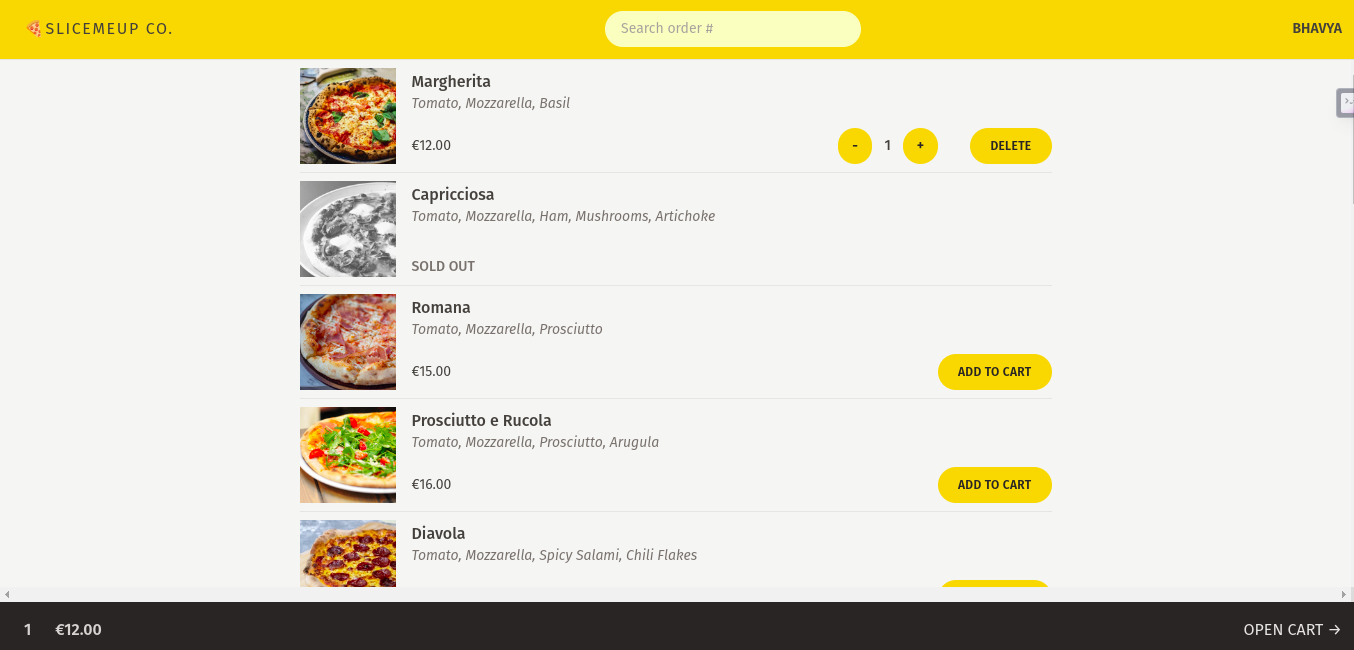 🍕SLICEMEUP CO.
Search order #
BHAVYA
Margherita
Tomato, Mozzarella, Basil
€12.00
- 1 + DELETE
Capricciosa
Tomato, Mozzarella, Ham, Mushrooms, Artichoke
SOLD OUT
Romana
Tomato, Mozzarella, Prosciutto
€15.00
ADD TO CART
Prosciutto e Rucola
Tomato, Mozzarella, Prosciutto, Arugula
€16.00
ADD TO CART
Diavola
Tomato, Mozzarella, Spicy Salami, Chili Flakes
1 €12.00
OPEN CART →